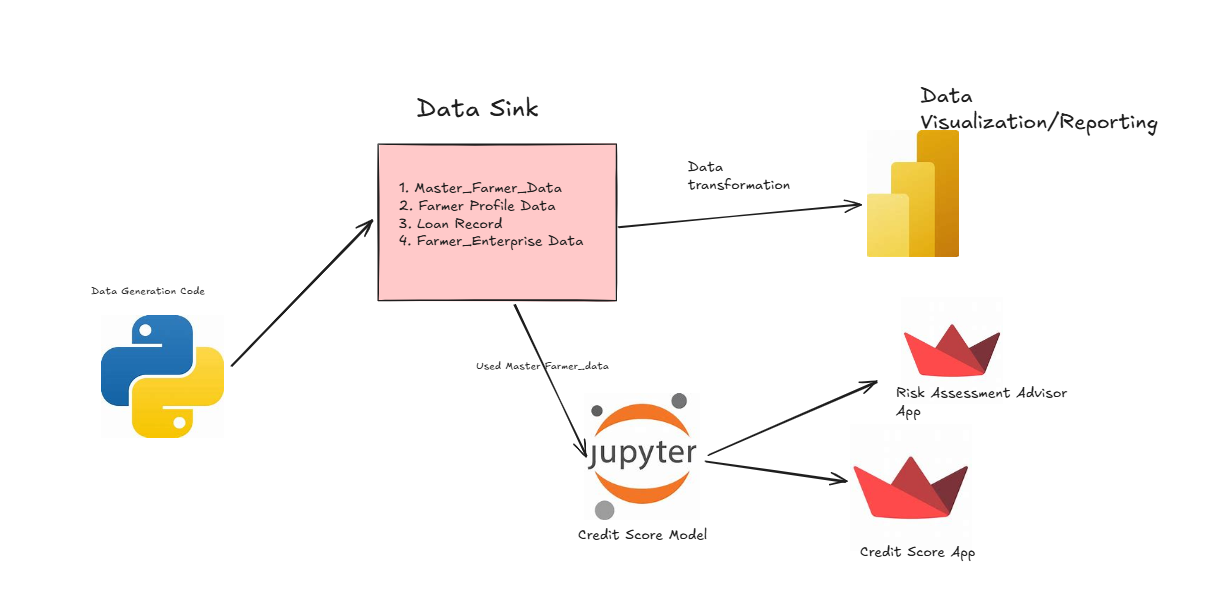 Data Sink
Data
Visualization/Reporting
Data
transformation
1. Master_Farmer_Data
2. Farmer Profile Data
3. Loan Record
4. Farmer_Enterprise Data
Data Generation Code
Used Master Farmer_data
Risk Assessment Advisor
App
jupyter
Credit Score Model
Credit Score App